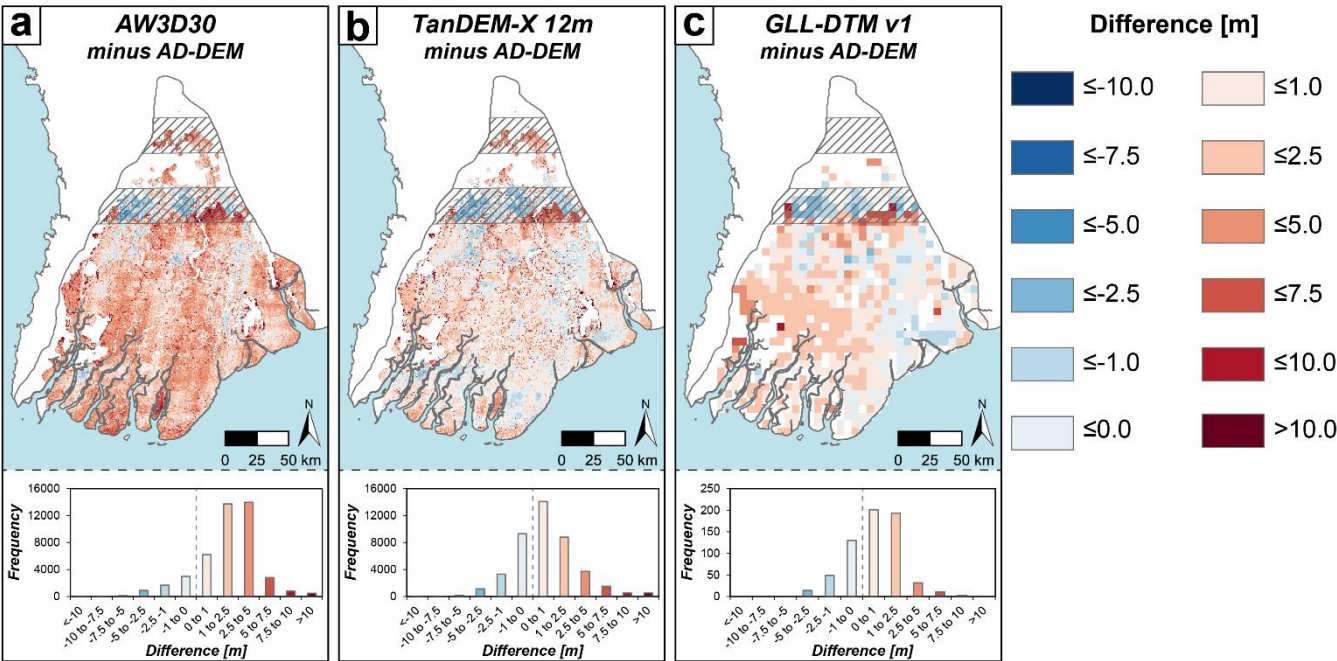 a
AW3D30
minus AD-DEM
N
0 25 50 km
16000
12000
8000
4000
0
Frequency
<-10
-10 to -7.5
-7.5 to -5
-5 to -2.5
-2.5 -1
-1 to 0
0 to 1
1 to 2.5
2.5 to 5
5 to 7.5
7.5 to 10
>10
Difference [m]
b
TanDEM-X 12m
minus AD-DEM
N
0 25 50 km
16000
12000
8000
4000
0
Frequency
<-10
-10 to -7.5
-7.5 to -5
-5 to -2.5
-2.5 -1
-1 to 0
0 to 1
1 to 2.5
2.5 to 5
5 to 7.5
7.5 to 10
>10
Difference [m]
c
GLL-DTM v1
minus AD-DEM
N
0 25 50 km
250
200
150
100
50
0
Frequency
<-10
-10 to -7.5
-7.5 to -5
-5 to -2.5
-2.5 -1
-1 to 0
0 to 1
1 to 2.5
2.5 to 5
5 to 7.5
7.5 to 10
>10
Difference [m]
Difference [m]
≤-10.0
≤-7.5
≤-5.0
≤-2.5
≤-1.0
≤0.0
≤1.0
≤2.5
≤5.0
≤7.5
≤10.0
>10.0